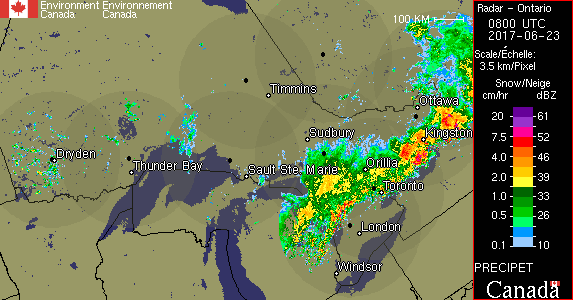 Environment Environnement
Canada Canada
100 KM
Timmins
Ottawa
Sudbury
Kingston
Dryden
Thunder Bay
Sault Ste. Marie
Orillia
Toronto
London
Windsor
Radar - Ontario
0800 UTC
2017-06-23
Scale/Échelle:
3.5 km/Pixel
Snow/Neige
cm/hr dBZ
20 61
7.5 52
4.0 46
2.0 39
1.0 33
0.5 26
0.1 10
PRECIPET
Canada